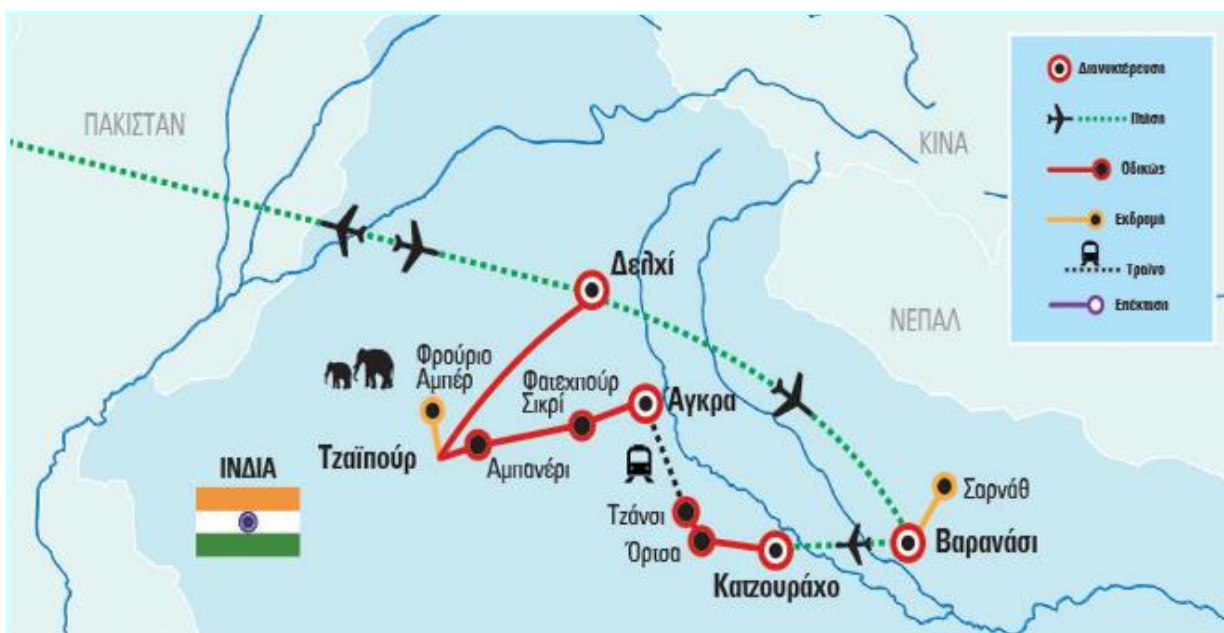 ΠΑΚΙΣΤΑΝ
ΚΙΝΑ
ΝΕΠΑΛ
Διανυκτέρευση
Πτήση
Οδικώς
Εκδρομή
Τραίνο
Επέκταση
Δελχί
Φρούριο
Αμπέρ
Φατεχπούρ
Σικρί
Άγκρα
Τζαϊπούρ
Αμπανέρι
ΙΝΔΙΑ
Τζάνσι
Όρτσα
Κατζουράχο
Σαρνάθ
Βαρανάσι